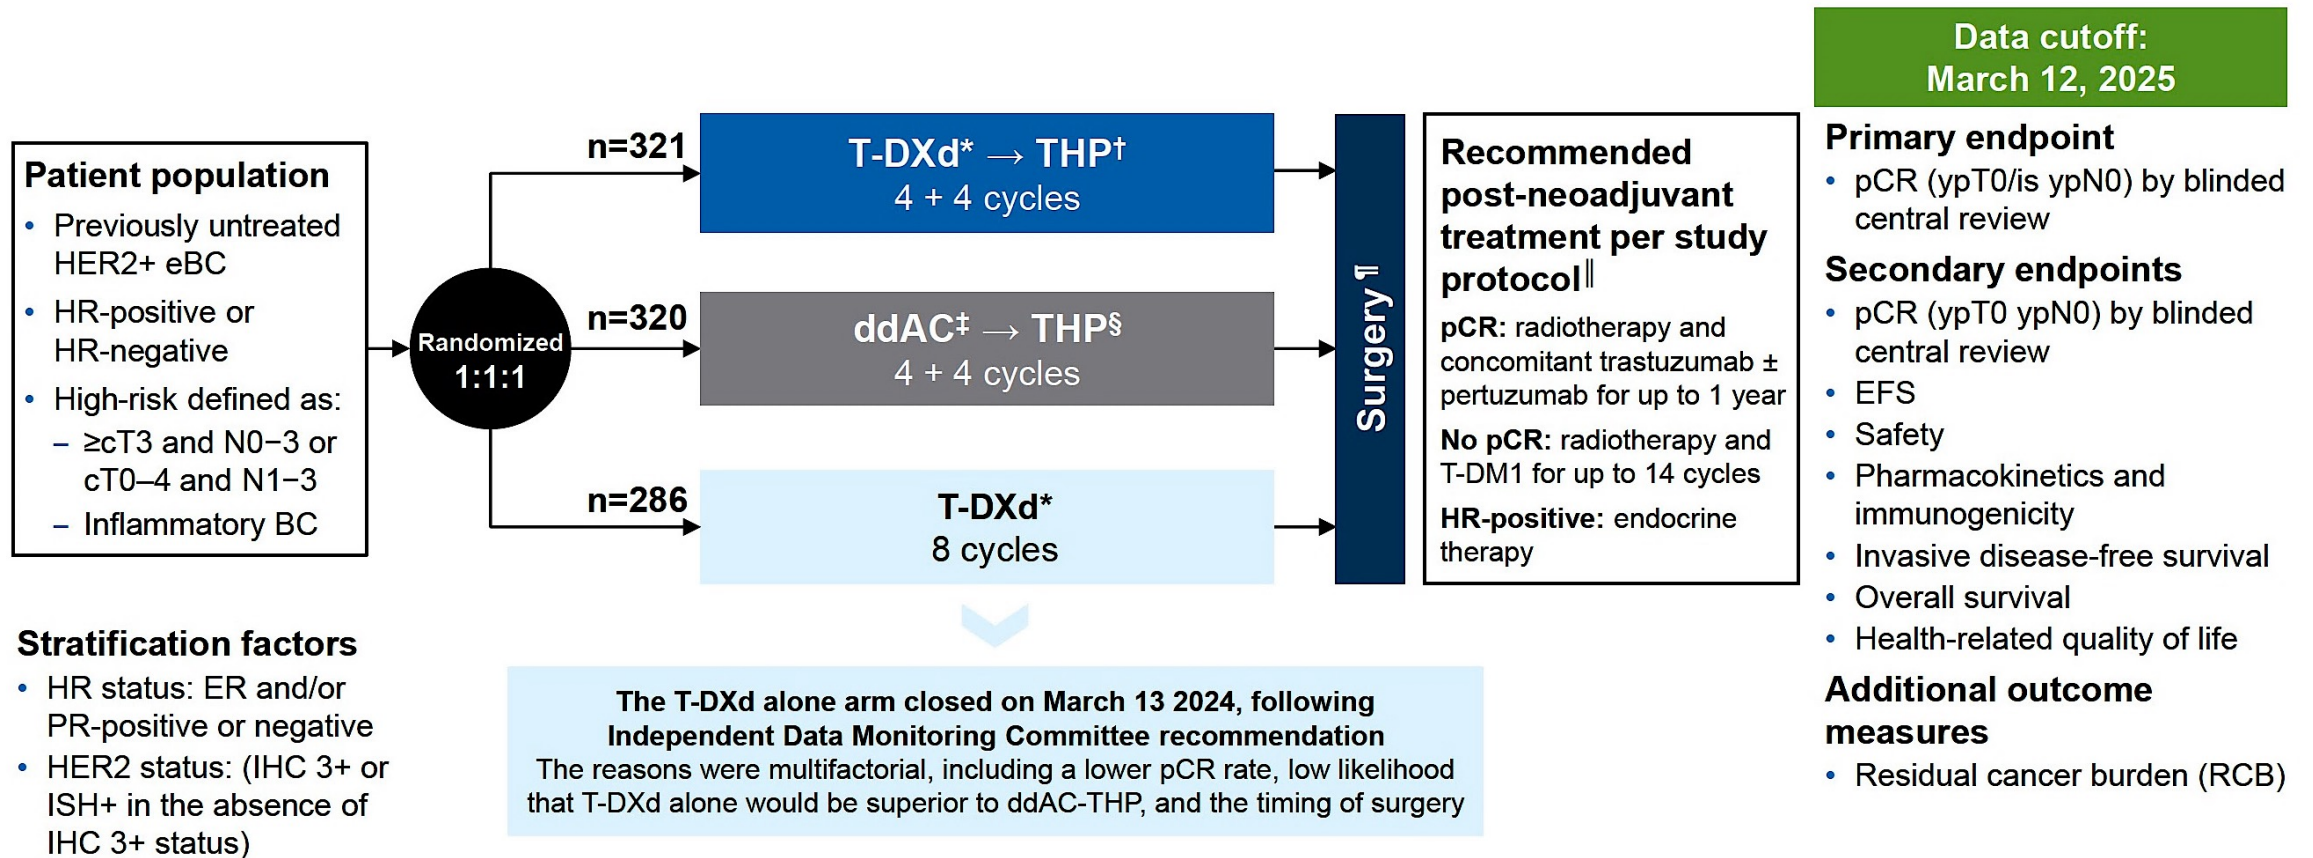 Patient population
• Previously untreated
HER2+ eBC
• HR-positive or
HR-negative
• High-risk defined as:
– ≥cT3 and N0−3 or
cT0–4 and N1−3
– Inflammatory BC
Stratification factors
• HR status: ER and/or
PR-positive or negative
• HER2 status: (IHC 3+ or
ISH+ in the absence of
IHC 3+ status)
Randomized
1:1:1
n=321
T-DXd* → THP†
4 + 4 cycles
n=320
ddAC‡ → THP§
4 + 4 cycles
n=286
T-DXd*
8 cycles
The T-DXd alone arm closed on March 13 2024, following
Independent Data Monitoring Committee recommendation
The reasons were multifactorial, including a lower pCR rate, low likelihood
that T-DXd alone would be superior to ddAC-THP, and the timing of surgery
Surgery¶
Recommended
post-neoadjuvant
treatment per study
protocol‖
pCR: radiotherapy and
concomitant trastuzumab ±
pertuzumab for up to 1 year
No pCR: radiotherapy and
T-DM1 for up to 14 cycles
HR-positive: endocrine
therapy
Data cutoff:
March 12, 2025
Primary endpoint
• pCR (ypT0/is ypN0) by blinded
central review
Secondary endpoints
• pCR (ypT0 ypN0) by blinded
central review
• EFS
• Safety
• Pharmacokinetics and
immunogenicity
• Invasive disease-free survival
• Overall survival
• Health-related quality of life
Additional outcome
measures
• Residual cancer burden (RCB)